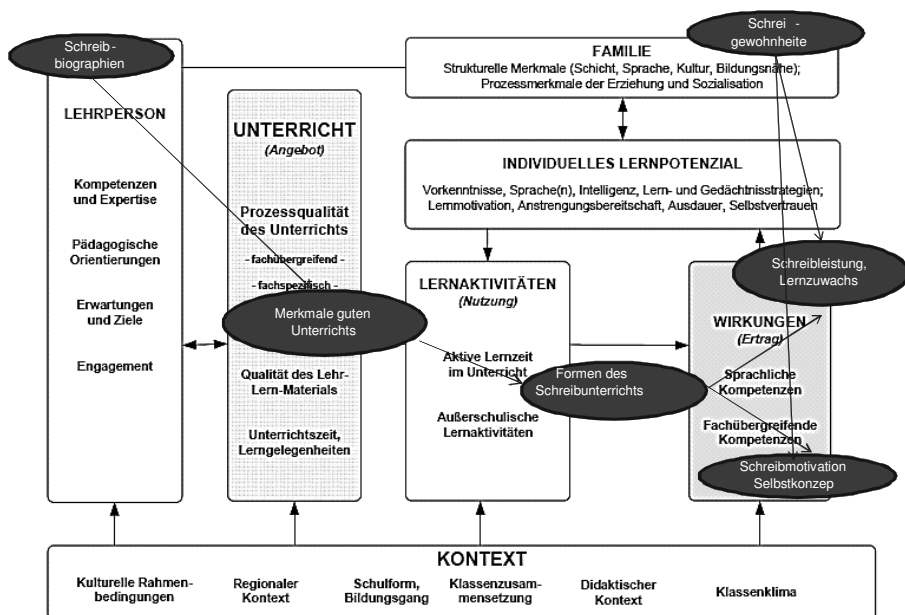 Schreib-
biographien
Schrei -
gewohnheite
FAMILIE
Strukturelle Merkmale (Schicht, Sprache, Kultur, Bildungsnähe);
Prozessmerkmale der Erziehung und Sozialisation
LEHRPERSON
Kompetenzen
und Expertise
Pädagogische
Orientierungen
Erwartungen
und Ziele
Engagement
UNTERRICHT
(Angebot)
Prozessqualität
des Unterrichts
- fachübergreifend -
- fachspezifisch -
Merkmale guten
Unterrichts
Qualität des Lehr-
Lern-Materials
Unterrichtszeit,
Lerngelegenheiten
INDIVIDUELLES LERNPOTENZIAL
Vorkenntnisse, Sprache(n), Intelligenz, Lern- und Gedächtnisstrategien;
Lernmotivation, Anstrengungsbereitschaft, Ausdauer, Selbstvertrauen
LERNAKTIVITÄTEN
(Nutzung)
Aktive Lernzeit
im Unterricht
Außerschulische
Lernaktivitäten
Formen des
Schreibunterrichts
Schreibleistung,
Lernzuwachs
WIRKUNGEN
(Ertrag)
Sprachliche
Kompetenzen
Fachübergreifende
Kompetenzen
Schreibmotivation
Selbstkonzep
KONTEXT
Kulturelle Rahmen-
bedingungen
Regionaler
Kontext
Schulform,
Bildungsgang
Klassenzusam-
mensetzung
Didaktischer
Kontext
Klassenklima